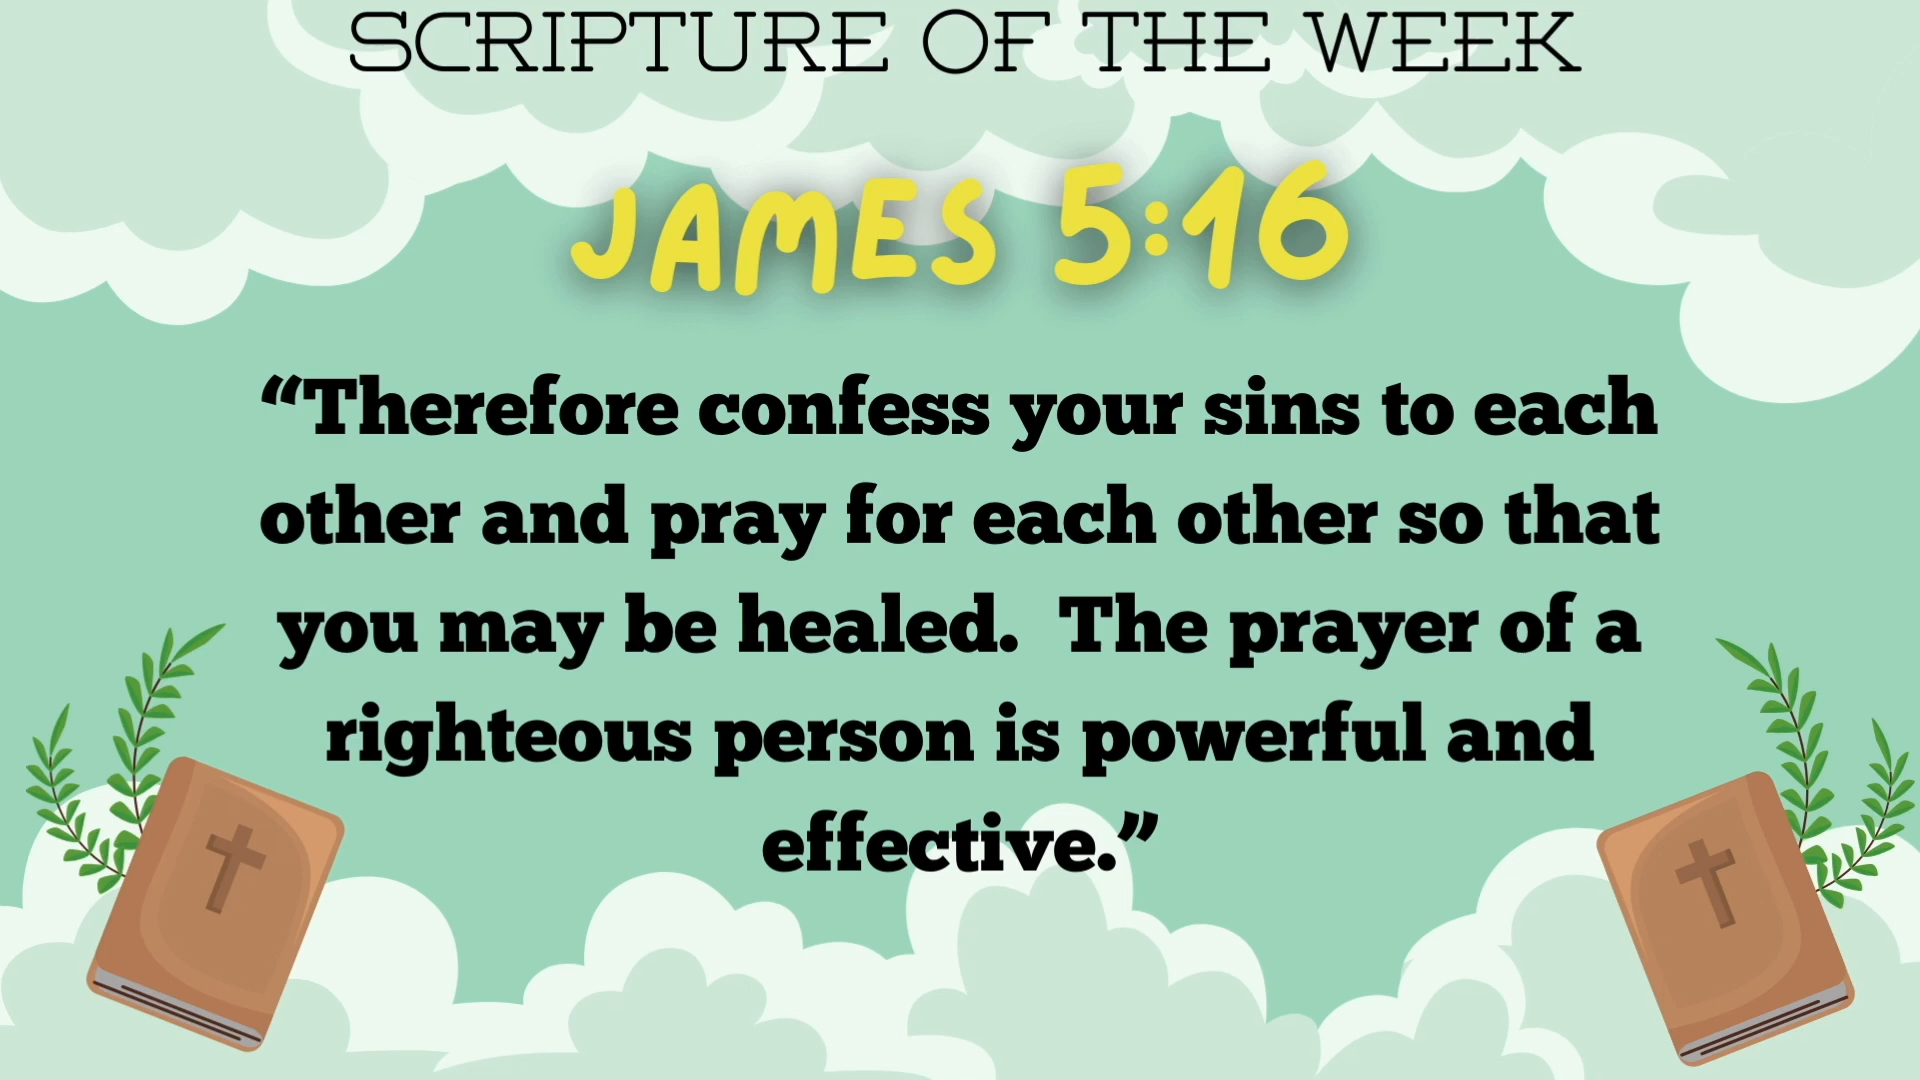 SCRIPTURE OF THE WEEK
JAMES 5:16
“Therefore confess your sins to each
other and pray for each other so that
you may be healed.  The prayer of a
righteous person is powerful and
effective.”